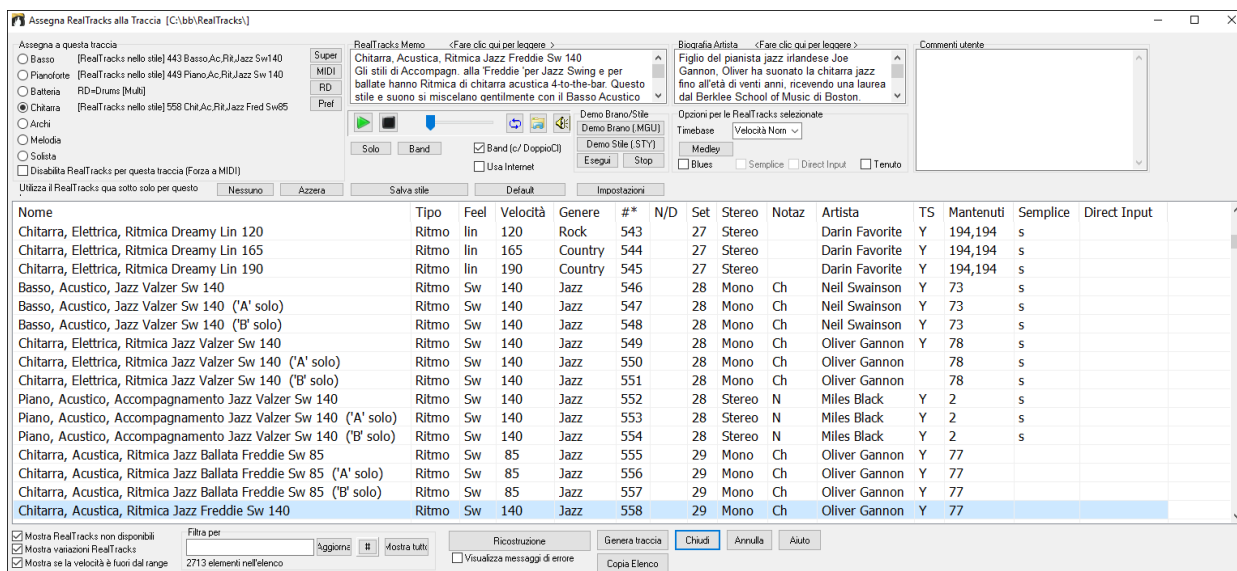 Assegna RealTracks alla Traccia [C:\bb\RealTracks\]
Assegna a questa traccia
Basso [RealTracks nello stile] 443 Basso,Ac,Rit,Jazz Sw140
Pianoforte [RealTracks nello stile] 449 Piano,Ac,Rit,Jazz Sw 140
Batteria RD=Drums [Multi]
Chitarra [RealTracks nello stile] 558 Chit,Ac,Rit,Jazz Fred Sw85
Archi
Melodia
Solista
Disabilita RealTracks per questa traccia (Forza a MIDI)
Super
MIDI
RD
Pref
RealTracks Memo <Fare clic qui per leggere >
Chitarra, Acustica, Ritmica Jazz Freddie Sw 140
Gli stili di Accompagn. alla 'Freddie 'per Jazz Swing e per
ballate hanno Ritmica di chitarra acustica 4-to-the-bar. Questo
stile e suono si miscelano gentilmente con il Basso Acustico
Biografia Artista <Fare clic qui per leggere >
Figlio del pianista jazz irlandese Joe
Gannon, Oliver ha suonato la chitarra jazz
fino all'età di venti anni, ricevendo una laurea
dal Berklee School of Music di Boston.
Commenti utente
Solo Band
Band (c/ DoppioCl)
Usa Internet
Demo Brano/Stile
Demo Brano (.MGU)
Demo Stile (.STY)
Esegui Stop
Opzioni per le RealTracks selezionate
Timebase Velocità Nom
Medley
Blues Semplice Direct Input Tenuto
Utilizza il RealTracks qua sotto solo per questo
Nessuno Azzera Salva stile Default Impostazioni
Nome Tipo Feel Velocità Genere #* N/D Set Stereo Notaz Artista TS Mantenuti Semplice Direct Input
Chitarra, Elettrica, Ritmica Dreamy Lin 120 Ritmo lin 120 Rock 543 27 Stereo Darin Favorite Y 194,194 s
Chitarra, Elettrica, Ritmica Dreamy Lin 165 Ritmo lin 165 Country 544 27 Stereo Darin Favorite Y 194,194 s
Chitarra, Elettrica, Ritmica Dreamy Lin 190 Ritmo lin 190 Country 545 27 Stereo Darin Favorite Y 194,194 s
Basso, Acustico, Jazz Valzer Sw 140 Ritmo Sw 140 Jazz 546 28 Mono Ch Neil Swainson Y 73 s
Basso, Acustico, Jazz Valzer Sw 140 ('A' solo) Ritmo Sw 140 Jazz 547 28 Mono Ch Neil Swainson Y 73 s
Basso, Acustico, Jazz Valzer Sw 140 ('B' solo) Ritmo Sw 140 Jazz 548 28 Mono Ch Neil Swainson Y 73 s
Chitarra, Elettrica, Ritmica Jazz Valzer Sw 140 Ritmo Sw 140 Jazz 549 28 Mono Ch Oliver Gannon Y 78 s
Chitarra, Elettrica, Ritmica Jazz Valzer Sw 140 ('A' solo) Ritmo Sw 140 Jazz 550 28 Mono Ch Oliver Gannon 78 s
Chitarra, Elettrica, Ritmica Jazz Valzer Sw 140 ('B' solo) Ritmo Sw 140 Jazz 551 28 Mono Ch Oliver Gannon 78 s
Piano, Acustico, Accompagnamento Jazz Valzer Sw 140 Ritmo Sw 140 Jazz 552 28 Stereo N Miles Black Y 2 s
Piano, Acustico, Accompagnamento Jazz Valzer Sw 140 ('A' solo) Ritmo Sw 140 Jazz 553 28 Stereo N Miles Black Y 2 s
Piano, Acustico, Accompagnamento Jazz Valzer Sw 140 ('B' solo) Ritmo Sw 140 Jazz 554 28 Stereo N Miles Black Y 2 s
Chitarra, Acustica, Ritmica Jazz Ballata Freddie Sw 85 Ritmo Sw 85 Jazz 555 29 Mono Ch Oliver Gannon Y 77
Chitarra, Acustica, Ritmica Jazz Ballata Freddie Sw 85 ('A' solo) Ritmo Sw 85 Jazz 556 29 Mono Ch Oliver Gannon Y 77
Chitarra, Acustica, Ritmica Jazz Ballata Freddie Sw 85 ('B' solo) Ritmo Sw 85 Jazz 557 29 Mono Ch Oliver Gannon Y 77
Chitarra, Acustica, Ritmica Jazz Freddie Sw 140 Ritmo Sw 140 Jazz 558 29 Mono Ch Oliver Gannon Y 77
Mostra RealTracks non disponibili
Mostra variazioni RealTracks
Mostra se la velocità è fuori dal range
Filtra per
Aggiorna # Mostra tutto
2713 elementi nell'elenco
Ricostruzione Genera traccia Chiudi Annulla Aiuto
Visualizza messaggi di errore Copia Elenco